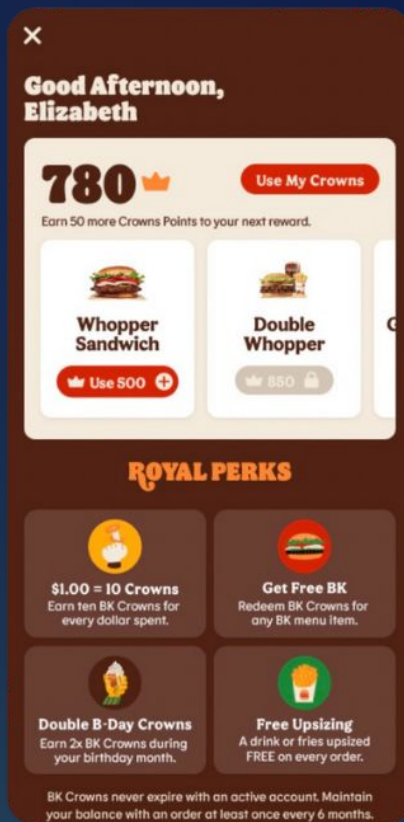 Good Afternoon,
Elizabeth
780
Use My Crowns
Earn 50 more Crowns Points to your next reward.
Whopper
Sandwich
Use 500
Double
Whopper
850
ROYAL PERKS
$1.00 = 10 Crowns
Earn ten BK Crowns for
every dollar spent.
Get Free BK
Redeem BK Crowns for
any BK menu item.
Double B-Day Crowns
Earn 2x BK Crowns during
your birthday month.
Free Upsizing
A drink or fries upsized
FREE on every order.
BK Crowns never expire with an active account. Maintain
your balance with an order at least once every 6 months.